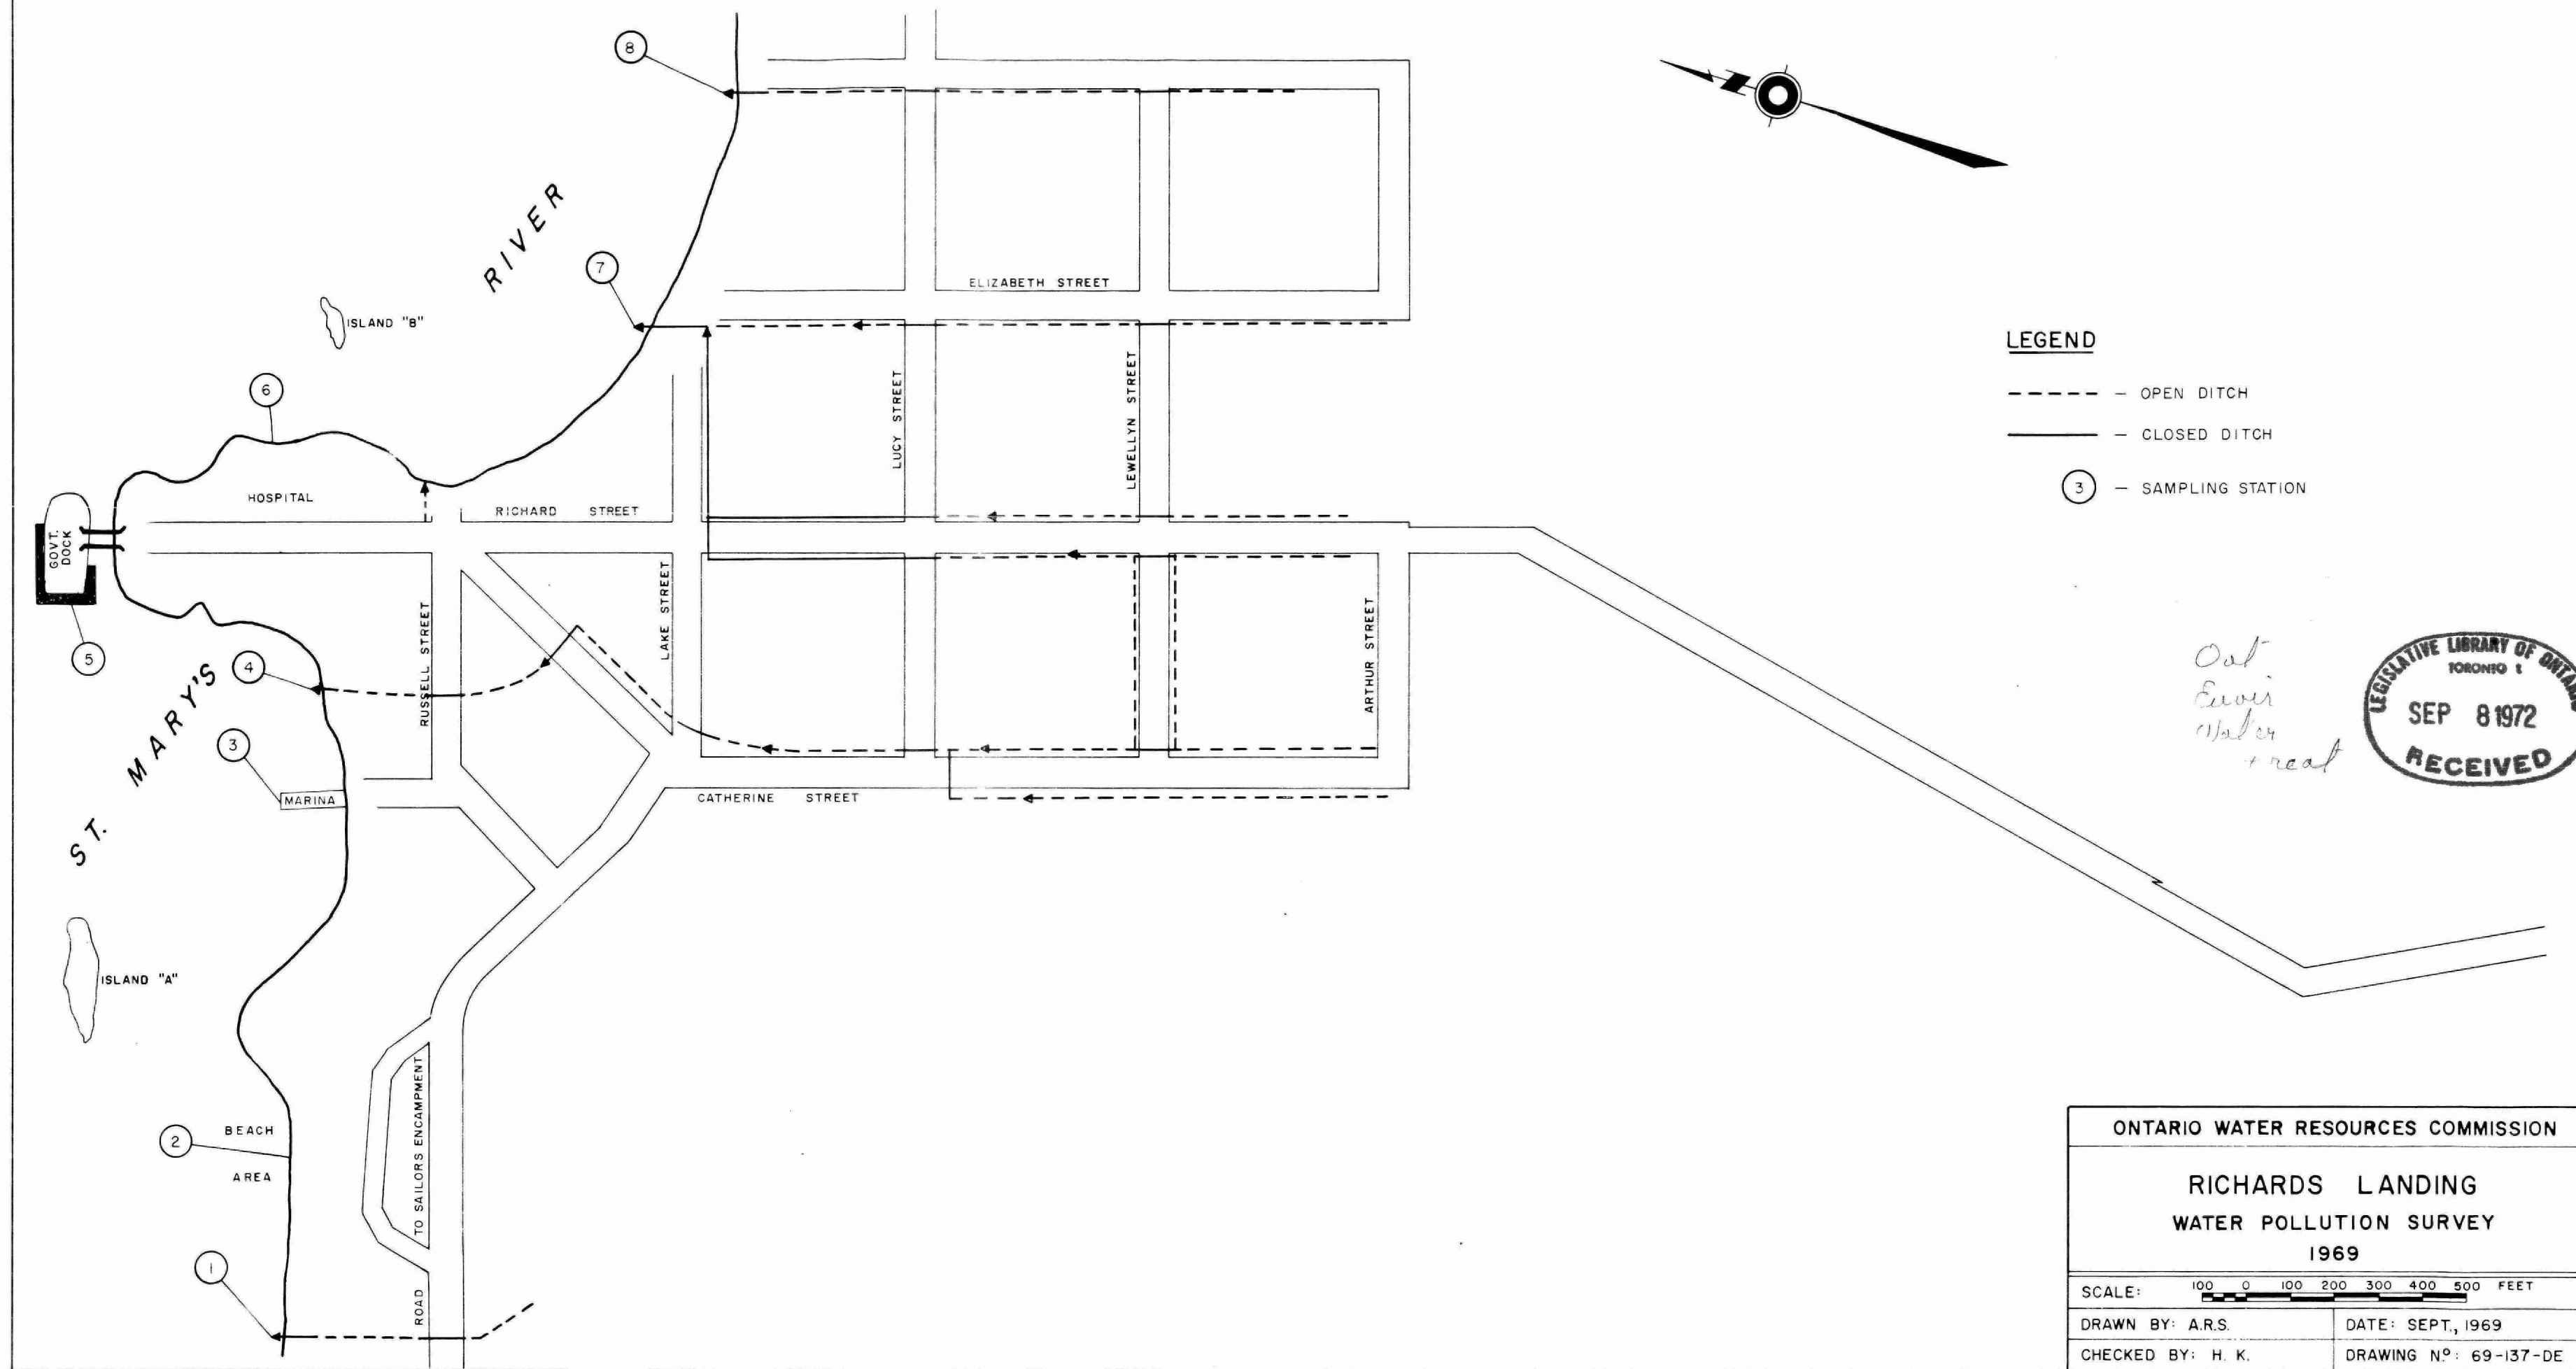 8
RIVER
7
ELIZABETH STREET
ISLAND "B"
LEGEND
— OPEN DITCH
— CLOSED DITCH
3 — SAMPLING STATION
6
LUCY STREET
LEWELLYN STREET
HOSPITAL
RICHARD STREET
GOVT.
DOCK
5
RUSSELL STREET
LAKE STREET
ARTHUR STREET
4
3
ST. MARY'S
MARINA
CATHERINE STREET
ISLAND "A"
LEGISLATIVE LIBRARY OF ONTARIO
TORONTO
SEP 8 1972
RECEIVED
2
BEACH
AREA
1
ROAD TO SAILORS ENCAMPMENT
ONTARIO WATER RESOURCES COMMISSION
RICHARDS LANDING
WATER POLLUTION SURVEY
1969
SCALE: 100 0 100 200 300 400 500 FEET
DRAWN BY: A.R.S. DATE: SEPT., 1969
CHECKED BY: H. K. DRAWING Nº: 69-137-DE